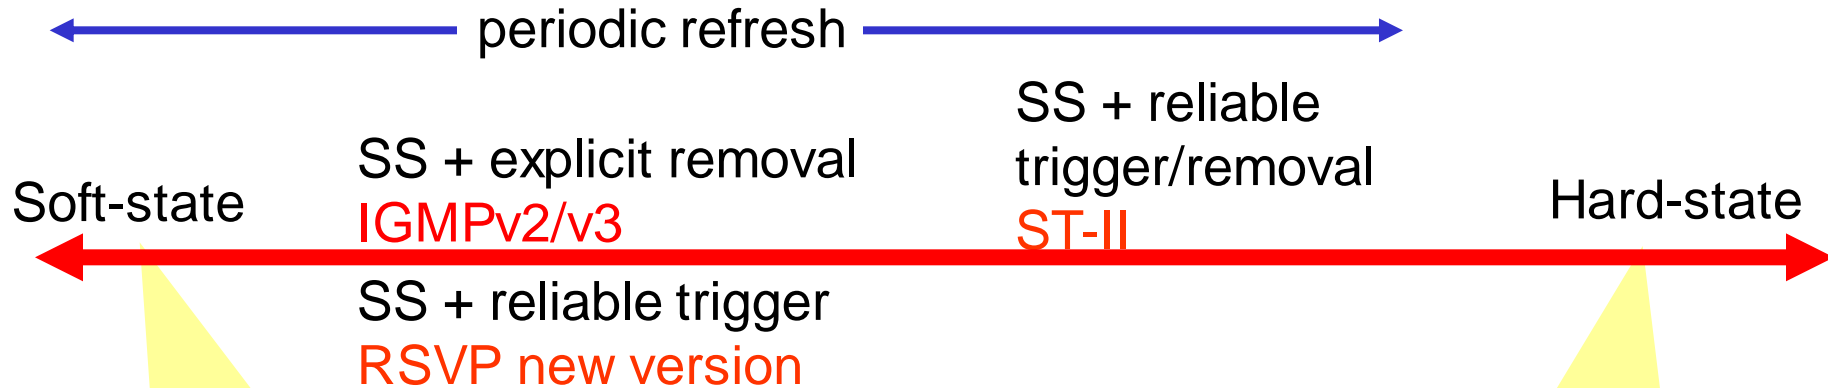 periodic refresh
SS + reliable
trigger/removal
ST-II
SS + explicit removal
IGMPv2/v3
Soft-state
Hard-state
SS + reliable trigger
RSVP new version